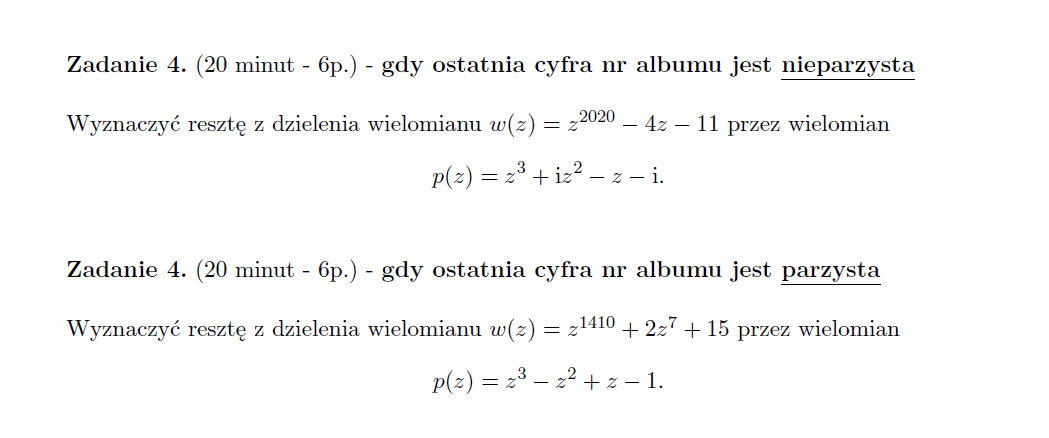 Zadanie 4. (20 minut - 6p.) - gdy ostatnia cyfra nr albumu jest nieparzysta
Wyznaczyć resztę z dzielenia wielomianu w(z) = z^2020 − 4z − 11 przez wielomian
p(z) = z^3 + iz^2 − z − i.
Zadanie 4. (20 minut - 6p.) - gdy ostatnia cyfra nr albumu jest parzysta
Wyznaczyć resztę z dzielenia wielomianu w(z) = z^1410 + 2z^7 + 15 przez wielomian
p(z) = z^3 − z^2 + z − 1.